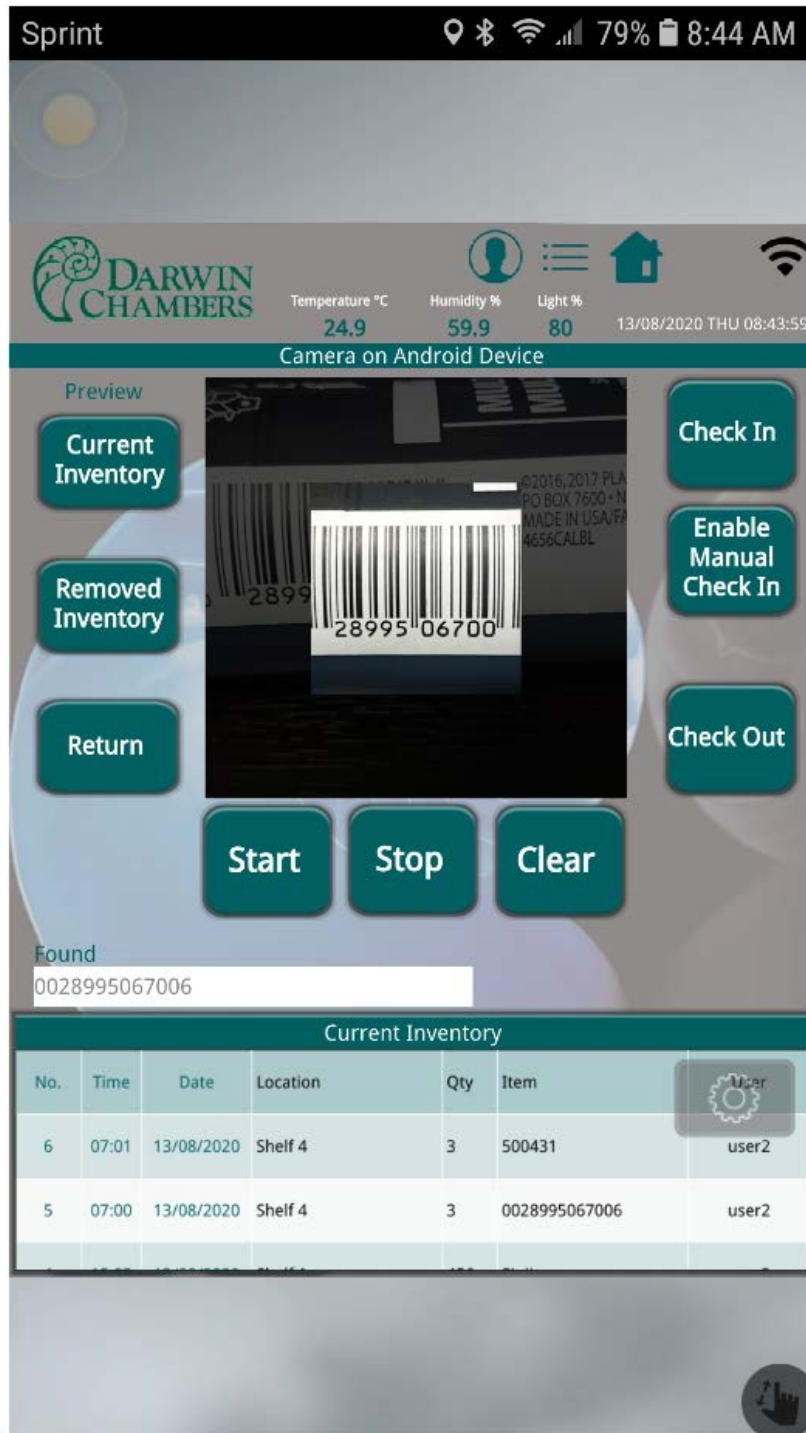 Sprint 79% 8:44 AM
DARWIN
CHAMBERS
Temperature °C Humidity % Light %
24.9 59.9 80 13/08/2020 THU 08:43:59
Camera on Android Device
Preview
Current
Inventory
Check In
©2016, 2017 PLA
PO BOX 7600 • N
MADE IN USA/FA
4656CALBL
Enable
Manual
Check In
Removed
Inventory
2899
28995 06700
Return
Check Out
Start Stop Clear
Found
0028995067006
Current Inventory
No. Time Date Location Qty Item User
6 07:01 13/08/2020 Shelf 4 3 500431 user2
5 07:00 13/08/2020 Shelf 4 3 0028995067006 user2